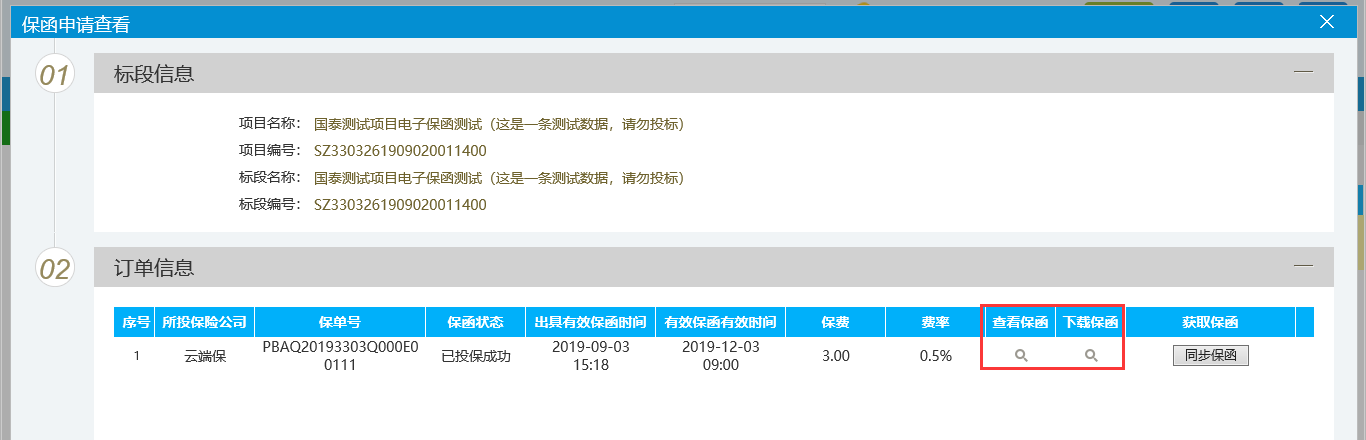 保函申请查看
01
标段信息
项目名称： 国泰测试项目电子保函测试（这是一条测试数据，请勿投标）
项目编号： SZ3303261909020011400
标段名称： 国泰测试项目电子保函测试（这是一条测试数据，请勿投标）
标段编号： SZ3303261909020011400
02
订单信息
序号 所投保险公司 保单号 保函状态 出具有效保函时间 有效保函有效时间 保费 费率 查看保函 下载保函 获取保函
1 云端保 PBAQ20193303Q000E0 已投保成功 2019-09-03 2019-12-03 3.00 0.5% 同步保函
0111 15:18 09:00